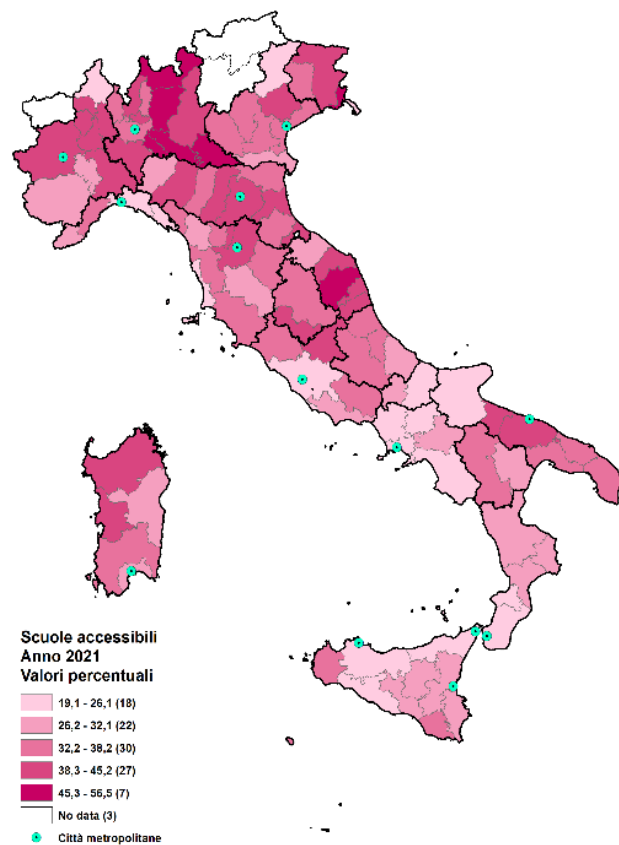 Scuole accessibili
Anno 2021
Valori percentuali
19,1 - 26,1 (18)
26,2 - 32,1 (22)
32,2 - 38,2 (30)
38,3 - 45,2 (27)
45,3 - 56,5 (7)
No data (3)
Città metropolitane